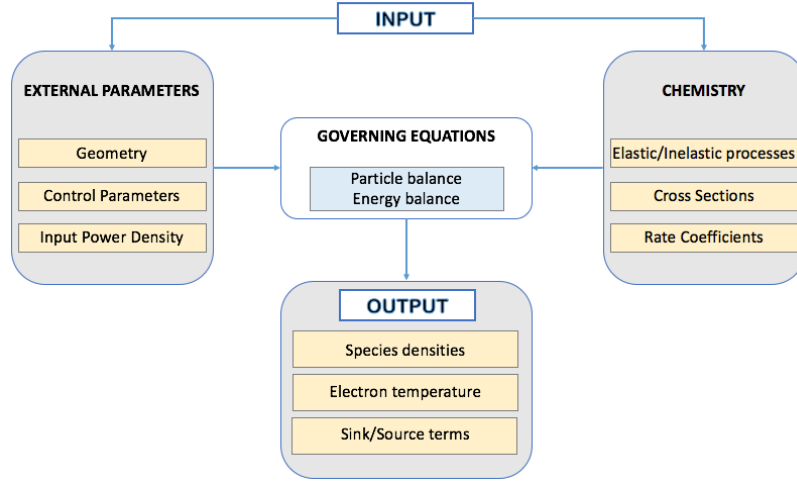 INPUT
EXTERNAL PARAMETERS
Geometry
Control Parameters
Input Power Density
GOVERNING EQUATIONS
Particle balance
Energy balance
CHEMISTRY
Elastic/Inelastic processes
Cross Sections
Rate Coefficients
OUTPUT
Species densities
Electron temperature
Sink/Source terms